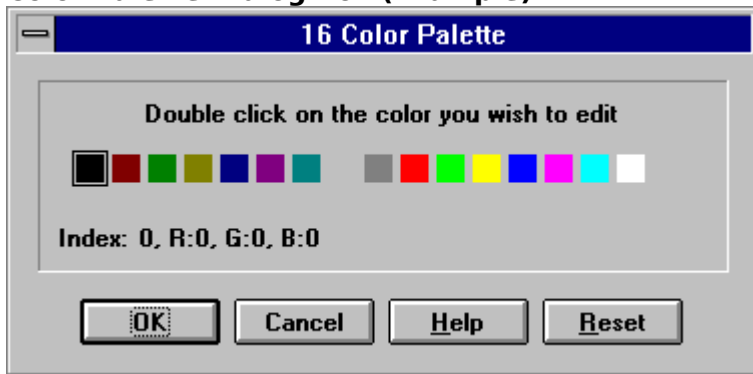 16 Color Palette
Double click on the color you wish to edit
Index: 0, R:0, G:0, B:0
OK Cancel Help Reset